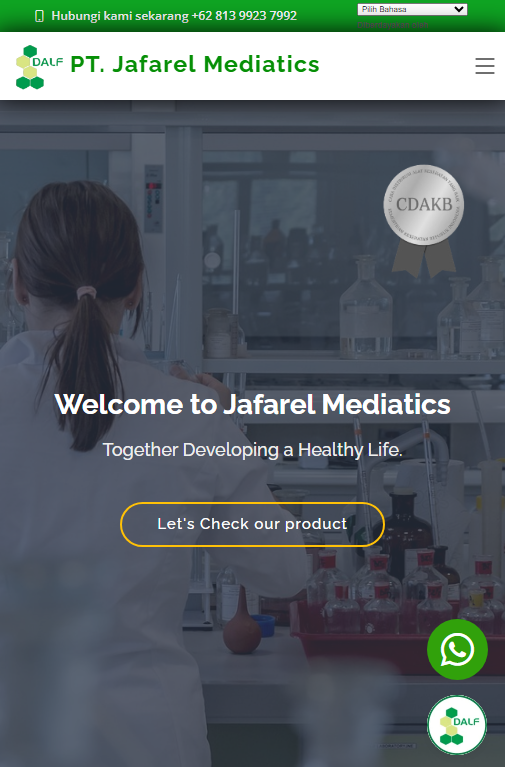 Hubungi kami sekarang +62 813 9923 7992
Pilih Bahasa
DALF
PT. Jafarel Mediatics
CDAKB
Welcome to Jafarel Mediatics
Together Developing a Healthy Life.
Let's Check our product
DALF